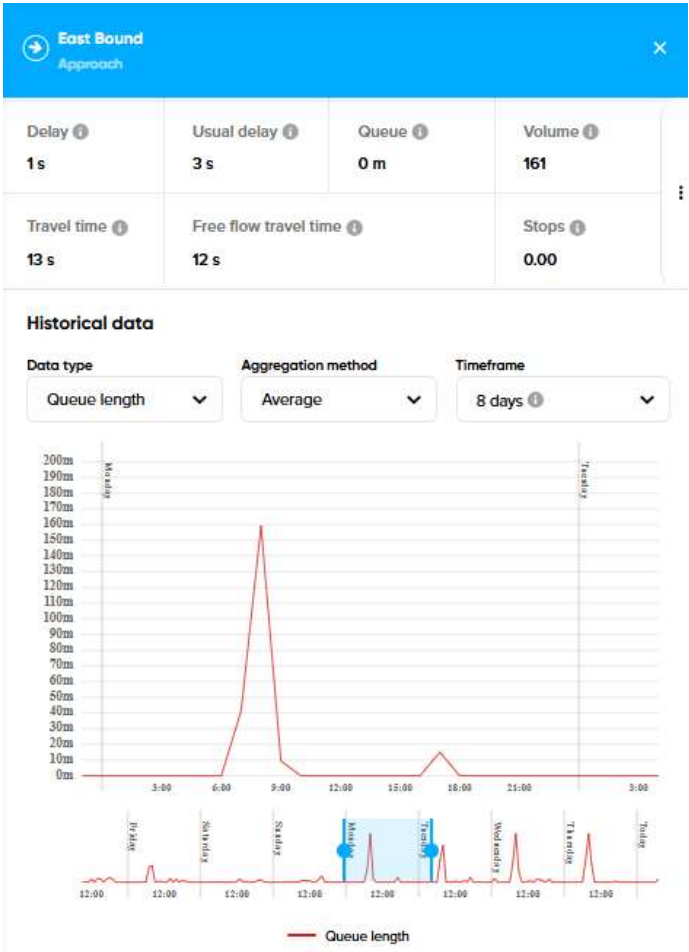 East Bound
Approach
Delay Usual delay Queue Volume
1 s 3 s 0 m 161
Travel time Free flow travel time Stops
13 s 12 s 0.00
Historical data
Data type Aggregation method Timeframe
Queue length Average 8 days
200m
190m
180m
170m
160m
150m
140m
130m
120m
110m
100m
90m
80m
70m
60m
50m
40m
30m
20m
10m
0m
Monday Tuesday
3:00 6:00 9:00 12:00 15:00 18:00 21:00 3:00
Friday Saturday Sunday Monday Tuesday Wednesday Thursday Today
12:00 12:00 12:00 12:00 12:00 12:00 12:00 12:00
Queue length